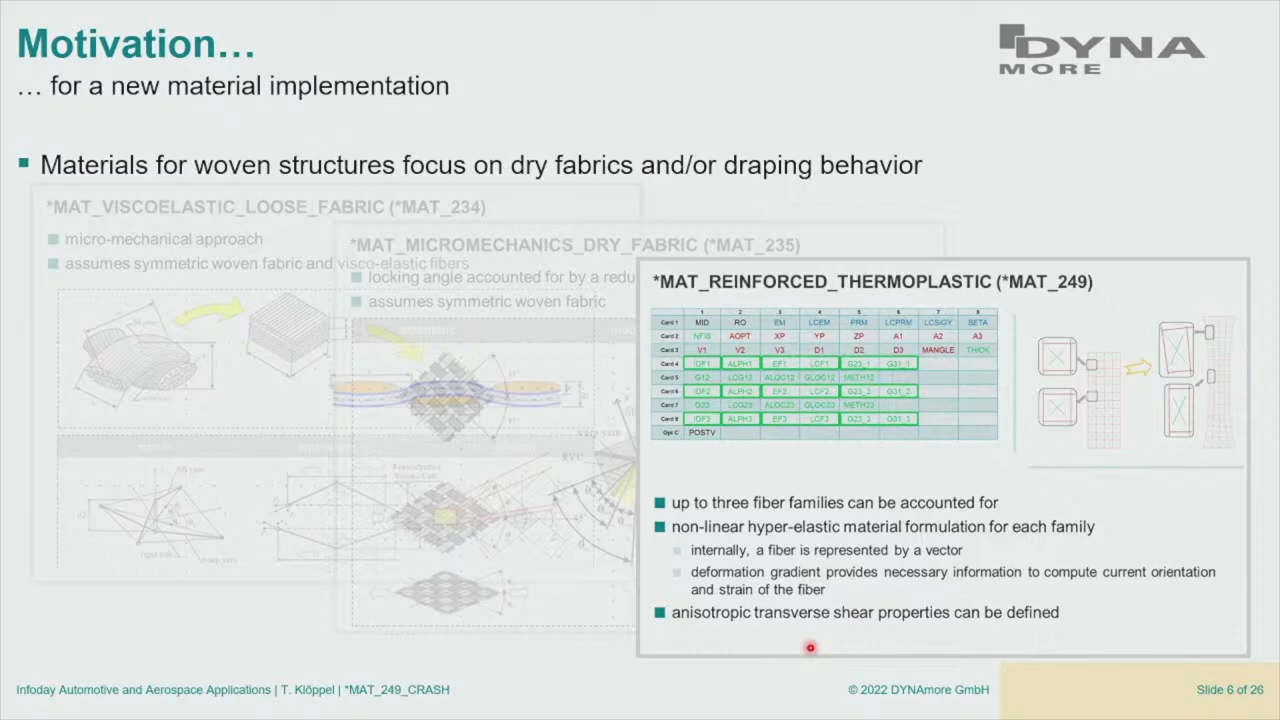 Motivation…
… for a new material implementation
DYNA
MORE
Materials for woven structures focus on dry fabrics and/or draping behavior
*MAT_VISCOELASTIC_LOOSE_FABRIC (*MAT_234)
micro-mechanical approach
assumes symmetric woven fabric and visco-elastic fibers
*MAT_MICROMECHANICS_DRY_FABRIC (*MAT_235)
locking angle accounted for by a redu
assumes symmetric woven fabric
*MAT_REINFORCED_THERMOPLASTIC (*MAT_249)
1 2 3 4 5 6 7 8
Card 1 MID RO EM LCEM PRM LCPRM LCSIGY BETA
Card 2 NFIB AOPT XP YP ZP A1 A2 A3
Card 3 V1 V2 V3 D1 D2 D3 MANGLE THICK
Card 4 IDF1 ALPH1 EF1 LCF1 G23_1 G31_1
Card 5 G12 LCG12 ALOC12 GLOC12 METH12
Card 6 IDF2 ALPH2 EF2 LCF2 G23_2 G31_2
Card 7 G23 LCG23 ALOC23 GLOC23 METH23
Card 8 IDF3 ALPH3 EF3 LCF3 G23_3 G31_3
Opt C POSTV
up to three fiber families can be accounted for
non-linear hyper-elastic material formulation for each family
internally, a fiber is represented by a vector
deformation gradient provides necessary information to compute current orientation
and strain of the fiber
anisotropic transverse shear properties can be defined
Infoday Automotive and Aerospace Applications | T. Klöppel | *MAT_249_CRASH
© 2022 DYNAmore GmbH
Slide 6 of 26